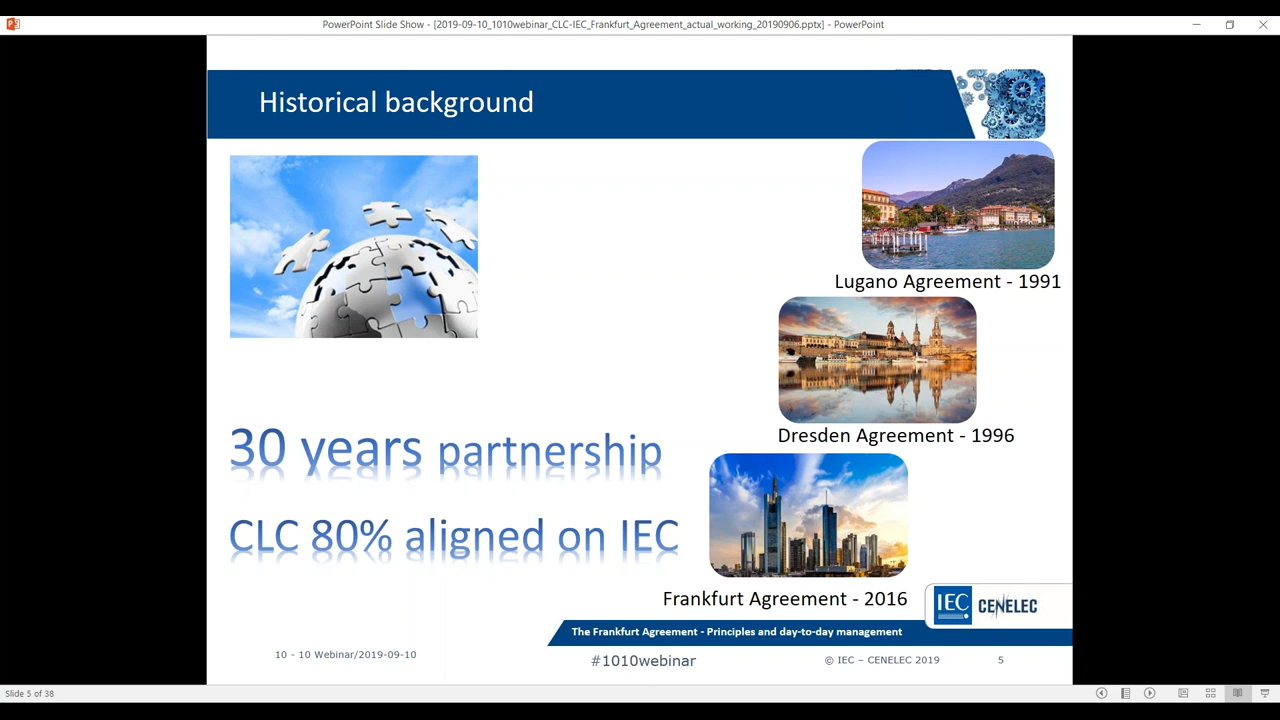 PowerPoint Slide Show - [2019-09-10_1010webinar_CLC-IEC_Frankfurt_Agreement_actual_working_20190906.pptx] - PowerPoint
Historical background
Lugano Agreement - 1991
Dresden Agreement - 1996
30 years partnership
CLC 80% aligned on IEC
Frankfurt Agreement - 2016
IEC CENELEC
The Frankfurt Agreement - Principles and day-to-day management
10 - 10 Webinar/2019-09-10
#1010webinar
© IEC – CENELEC 2019
5
Slide 5 of 38